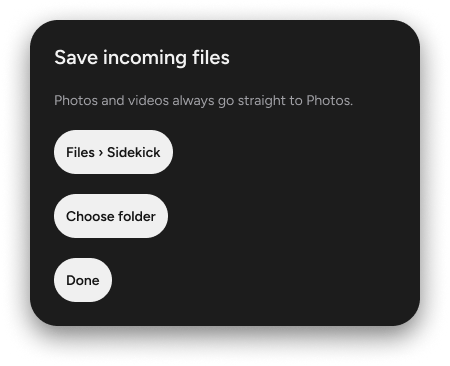 Save incoming files
Photos and videos always go straight to Photos.
Files › Sidekick
Choose folder
Done